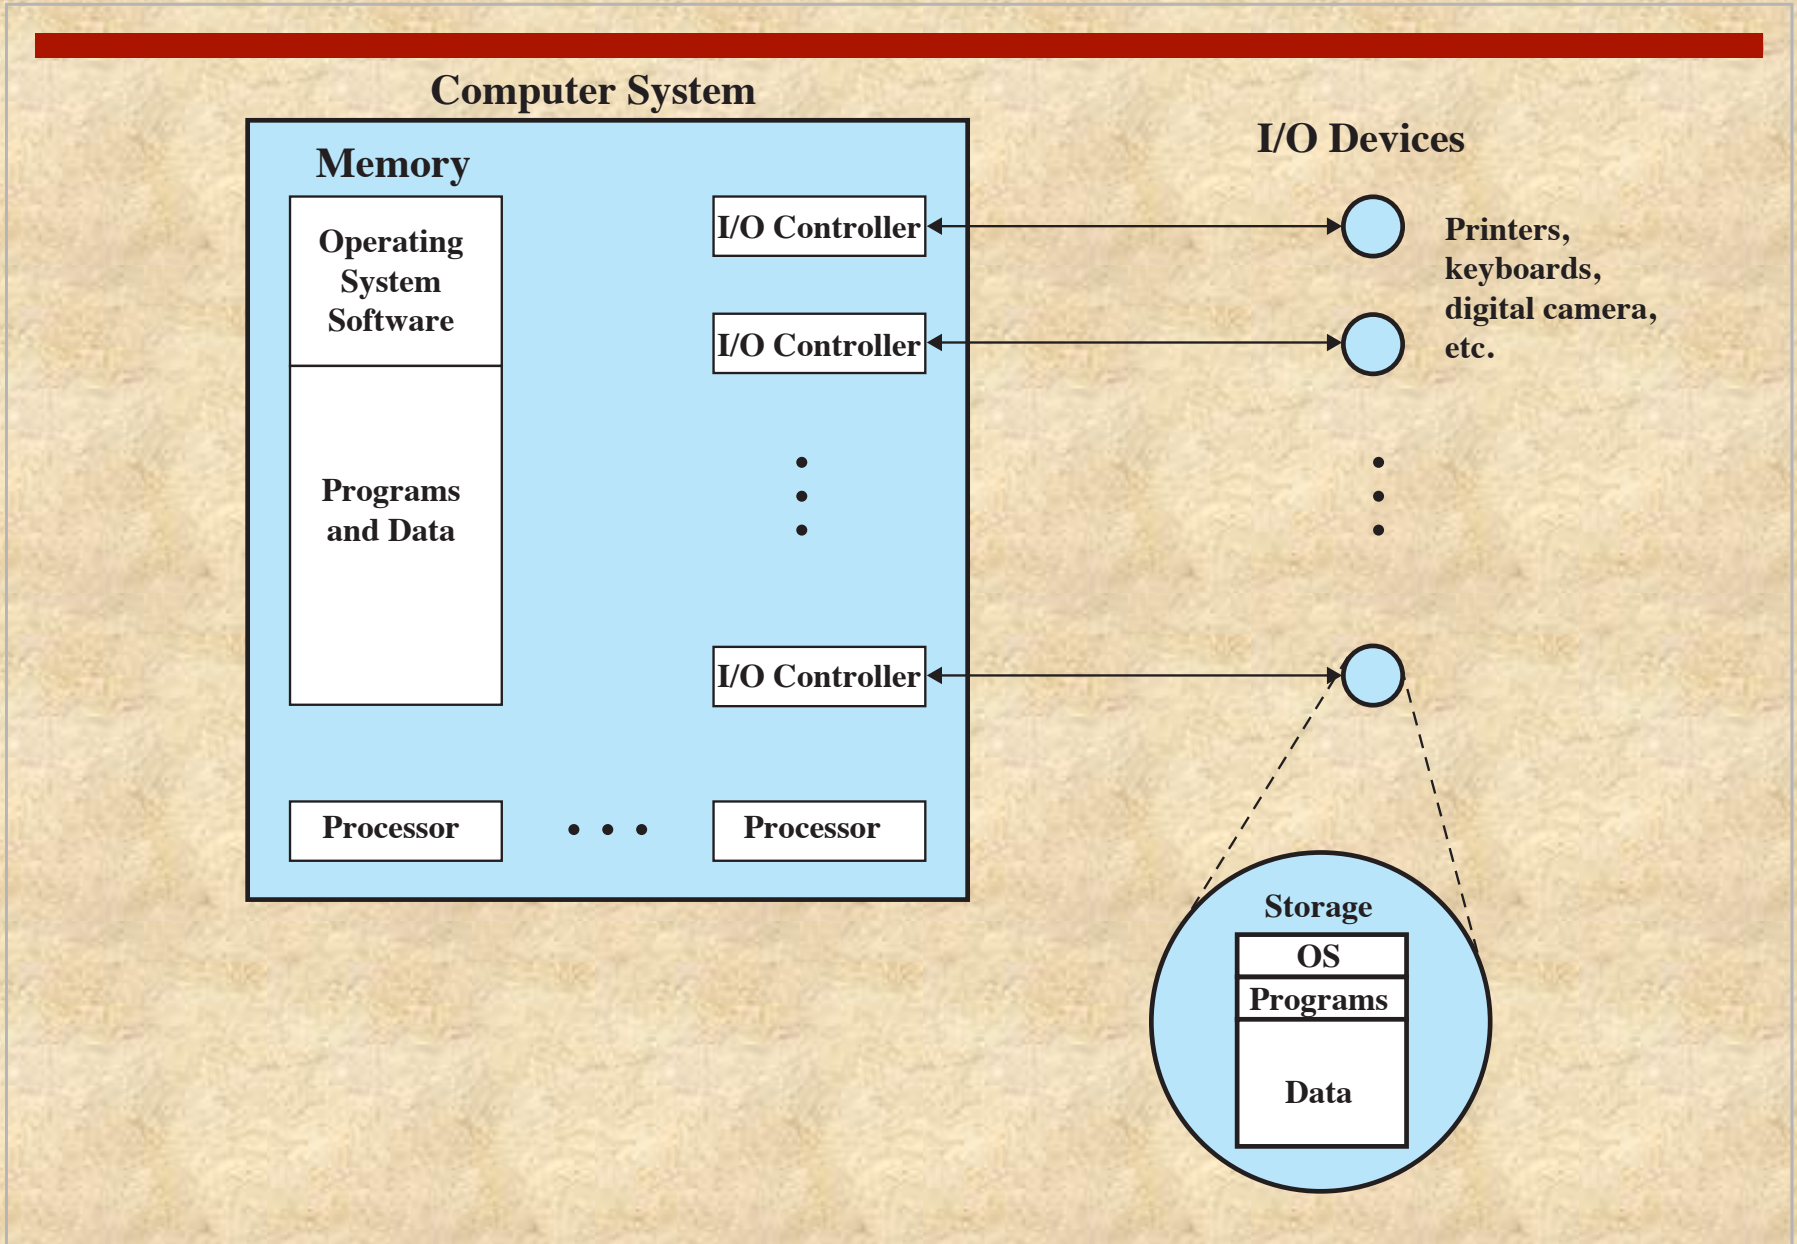 Computer System
I/O Devices
Memory
Operating
System
Software
Programs
and Data
I/O Controller
I/O Controller
I/O Controller
Printers,
keyboards,
digital camera,
etc.
Processor
Processor
Storage
OS
Programs
Data